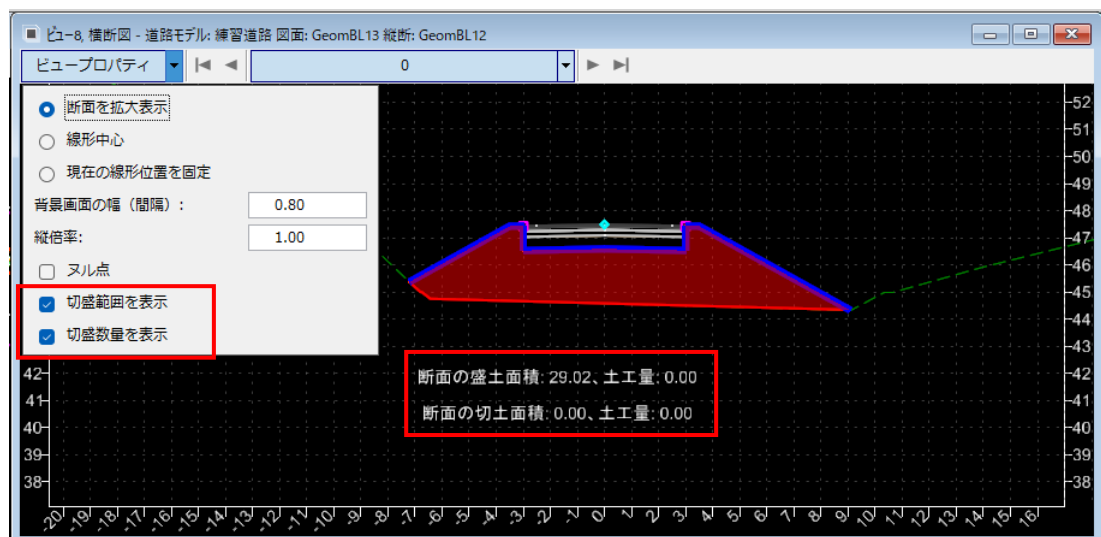 ビュー8, 横断図 - 道路モデル: 練習道路 図面: GeomBL13 縦断: GeomBL12
ビュープロパティ 0
断面を拡大表示
線形中心
現在の線形位置を固定
背景画面の幅（間隔）: 0.80
縦倍率: 1.00
ヌル点
切盛範囲を表示
切盛数量を表示
52
51
50
49
48
47
46
45
44
43
42 42
41 41
40 40
39 39
38 38
断面の盛土面積: 29.02、土工量: 0.00
断面の切土面積: 0.00、土工量: 0.00
-20 -19 -18 -17 -16 -15 -14 -13 -12 -11 -10 -9 -8 -7 -6 -5 -4 -3 -2 -1 0 1 2 3 4 5 6 7 8 9 10 11 12 13 14 15 16